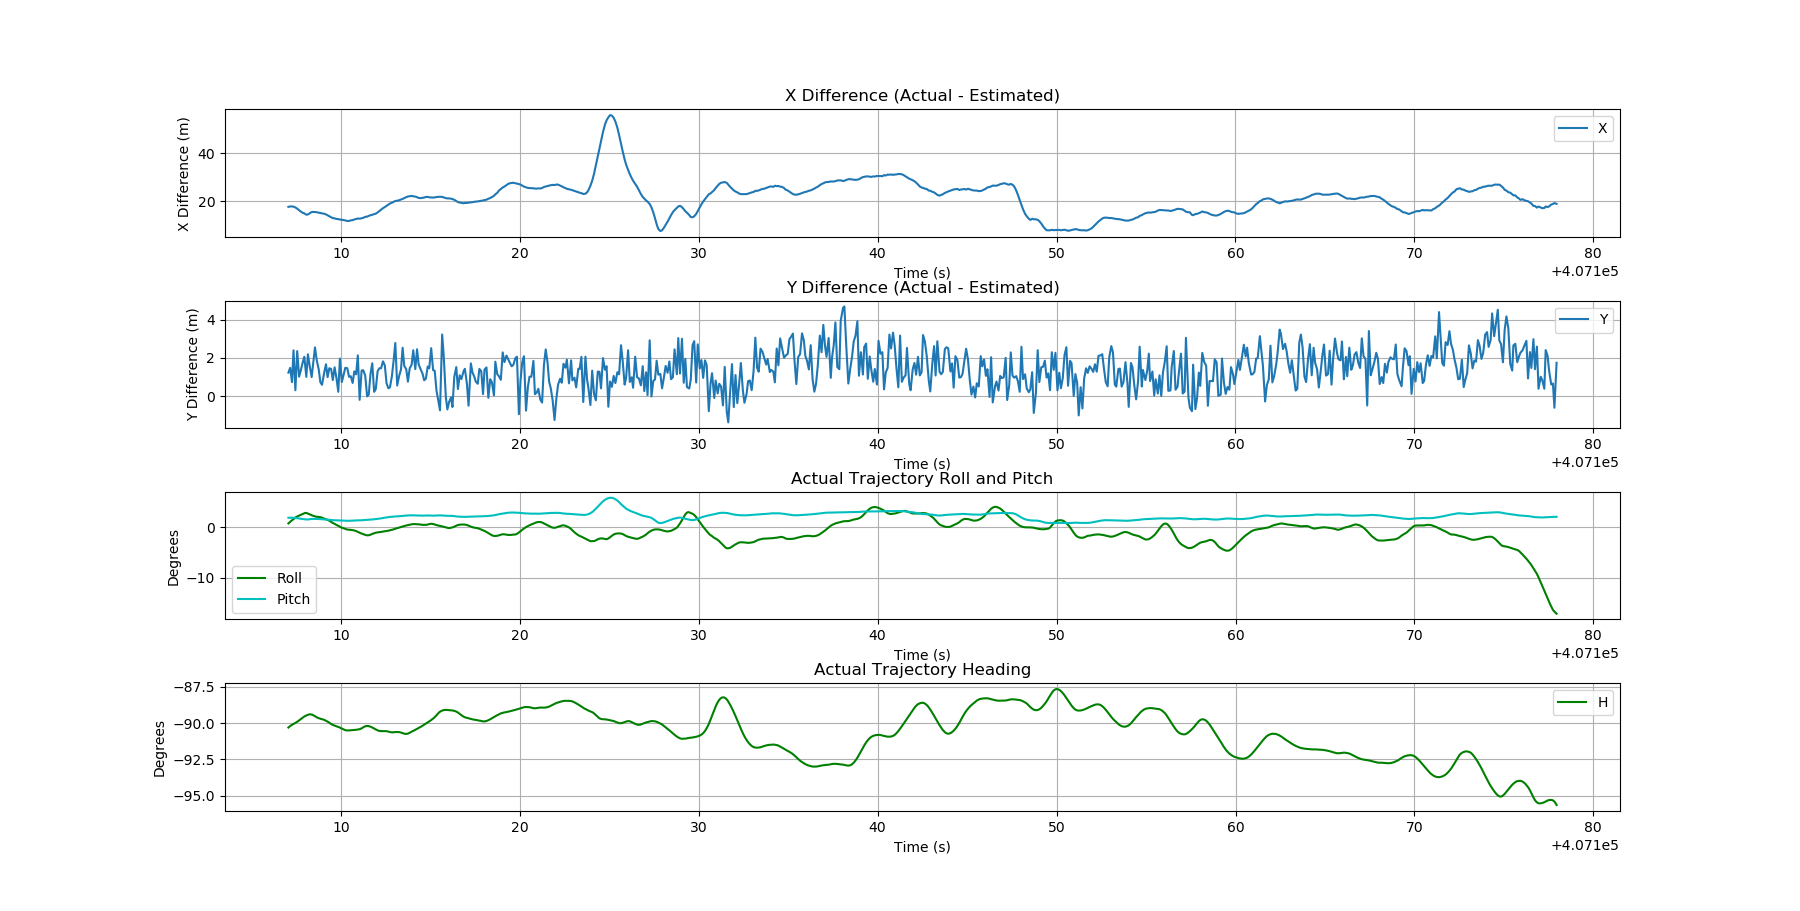 X Difference (Actual - Estimated)
X Difference (m)
40
20
X
10 20 30 40 50 60 70 80
Time (s)
+4.071e5
Y Difference (Actual - Estimated)
Y Difference (m)
4
2
0
Y
10 20 30 40 50 60 70 80
Time (s)
+4.071e5
Actual Trajectory Roll and Pitch
Degrees
0
−10
Roll
Pitch
10 20 30 40 50 60 70 80
Time (s)
+4.071e5
Actual Trajectory Heading
Degrees
−87.5
−90.0
−92.5
−95.0
H
10 20 30 40 50 60 70 80
Time (s)
+4.071e5